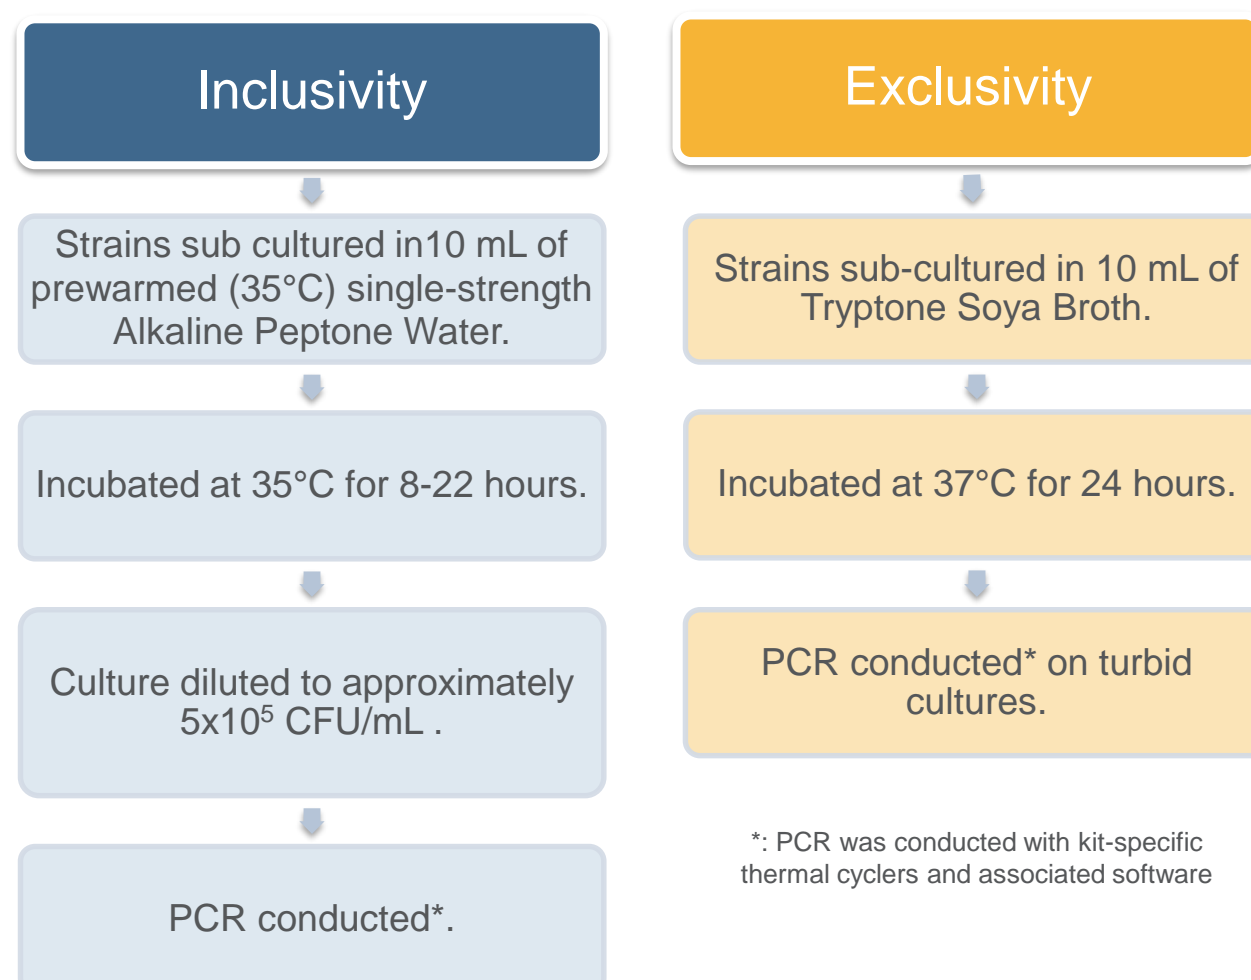 Inclusivity
Strains sub cultured in10 mL of
prewarmed (35°C) single-strength
Alkaline Peptone Water.
Incubated at 35°C for 8-22 hours.
Culture diluted to approximately
5x10⁵ CFU/mL .
PCR conducted*.
Exclusivity
Strains sub-cultured in 10 mL of
Tryptone Soya Broth.
Incubated at 37°C for 24 hours.
PCR conducted* on turbid
cultures.
*: PCR was conducted with kit-specific
thermal cyclers and associated software